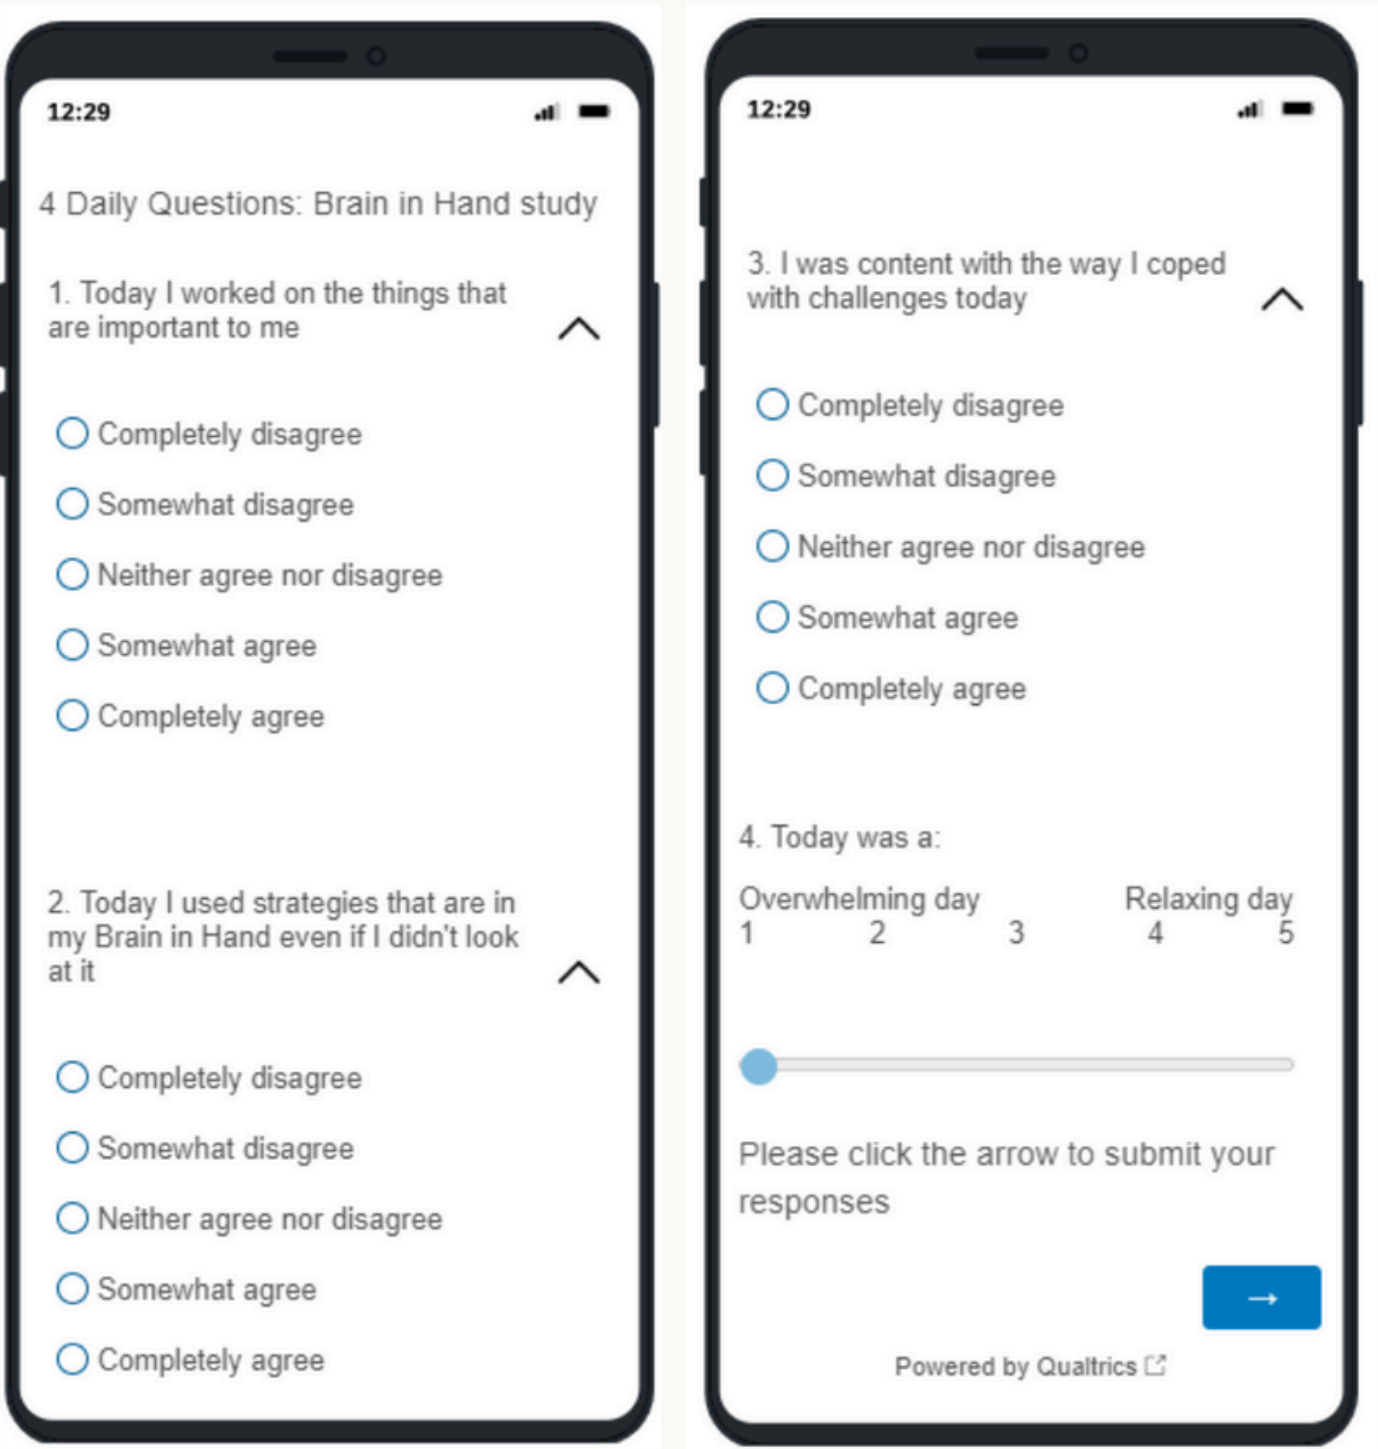 12:29
4 Daily Questions: Brain in Hand study
1. Today I worked on the things that
are important to me
Completely disagree
Somewhat disagree
Neither agree nor disagree
Somewhat agree
Completely agree
2. Today I used strategies that are in
my Brain in Hand even if I didn't look
at it
Completely disagree
Somewhat disagree
Neither agree nor disagree
Somewhat agree
Completely agree
12:29
3. I was content with the way I coped
with challenges today
Completely disagree
Somewhat disagree
Neither agree nor disagree
Somewhat agree
Completely agree
4. Today was a:
Overwhelming day Relaxing day
1 2 3 4 5
Please click the arrow to submit your
responses
→
Powered by Qualtrics